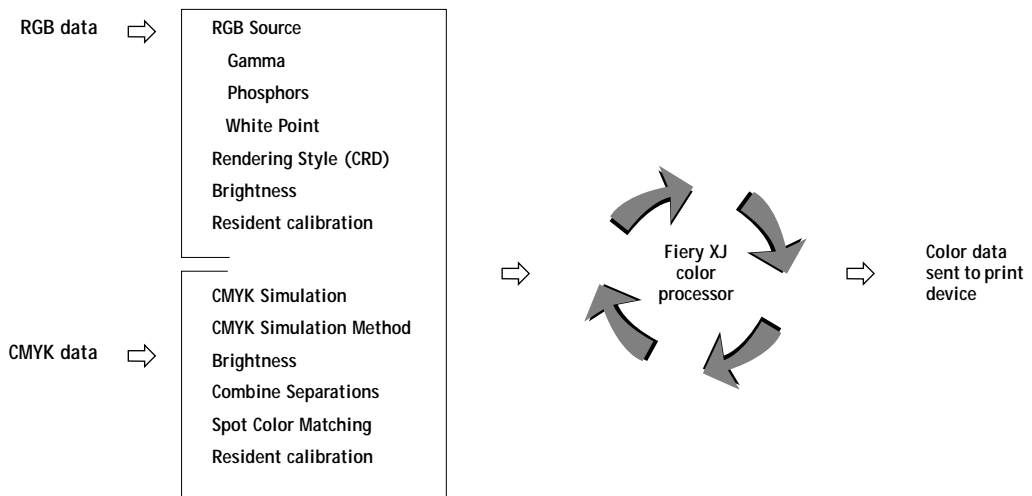 RGB data
RGB Source
Gamma
Phosphors
White Point
Rendering Style (CRD)
Brightness
Resident calibration
CMYK data
CMYK Simulation
CMYK Simulation Method
Brightness
Combine Separations
Spot Color Matching
Resident calibration
Fiery XJ
color
processor
Color data
sent to print
device